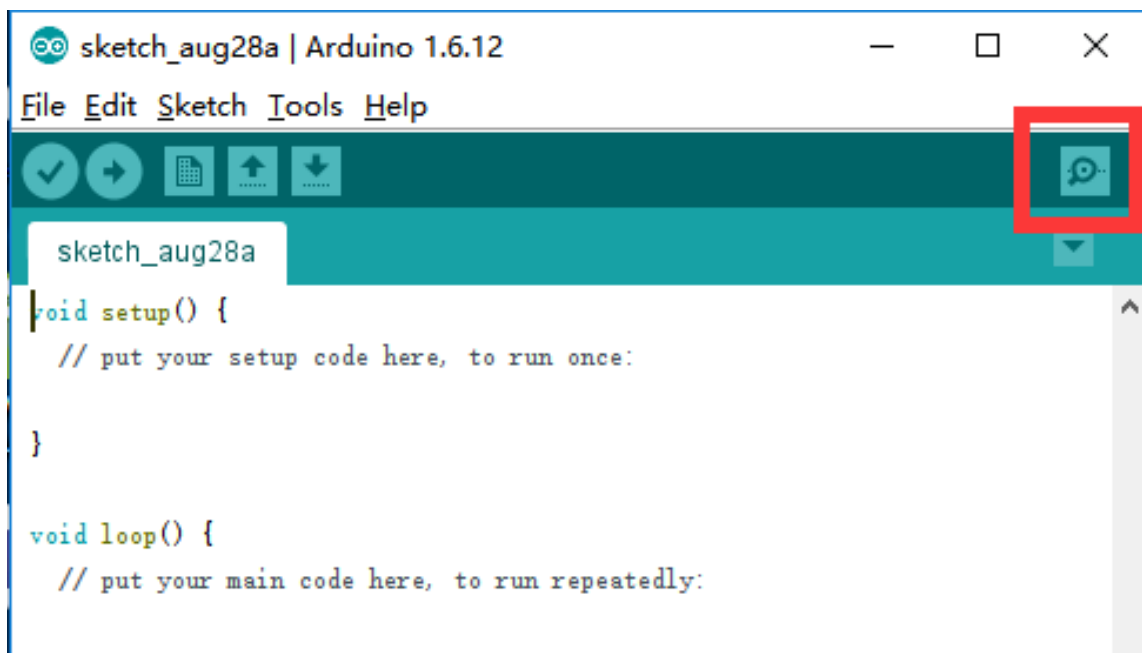 sketch_aug28a | Arduino 1.6.12
File Edit Sketch Tools Help
sketch_aug28a
void setup() {
// put your setup code here, to run once:
}
void loop() {
// put your main code here, to run repeatedly: